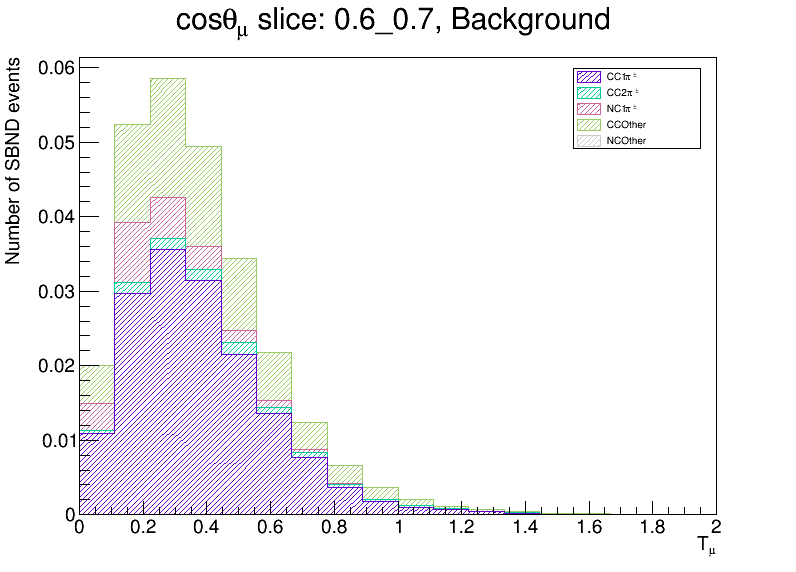 cosθμ slice: 0.6_0.7, Background
Number of SBND events
0.06
0.05
0.04
0.03
0.02
0.01
0
CC1π ±
CC2π ±
NC1π ±
CCOther
NCOther
0 0.2 0.4 0.6 0.8 1 1.2 1.4 1.6 1.8 2
Tμ